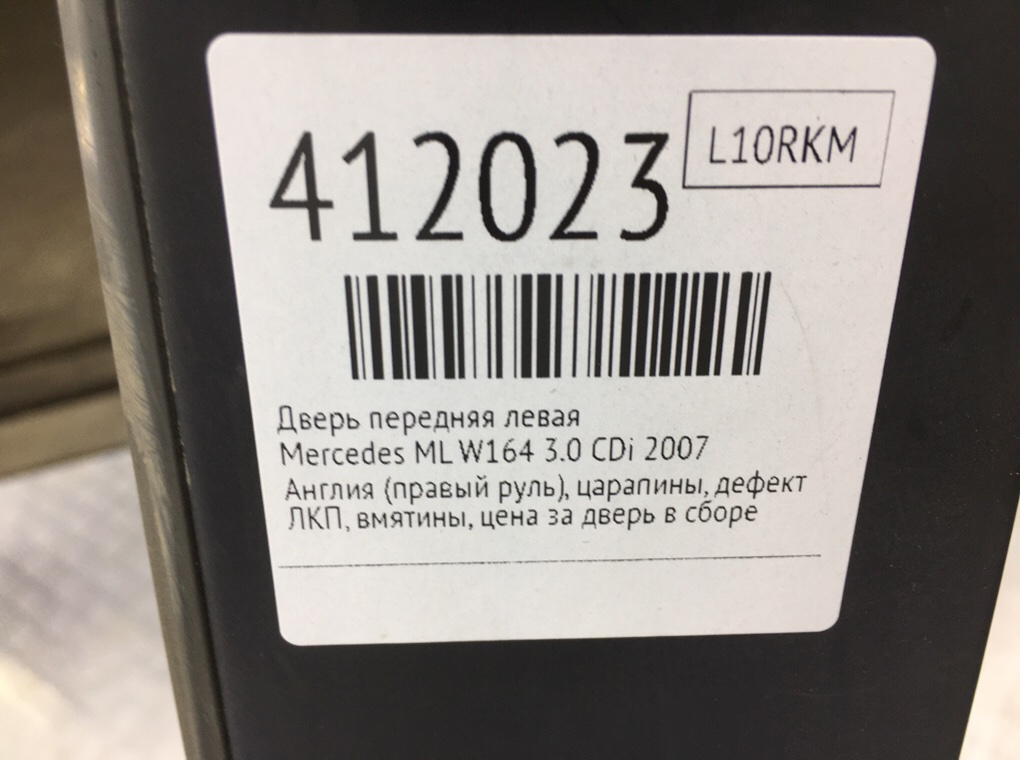 412023
L10RKM
Дверь передняя левая
Mercedes ML W164 3.0 CDi 2007
Англия (правый руль), царапины, дефект
ЛКП, вмятины, цена за дверь в сборе